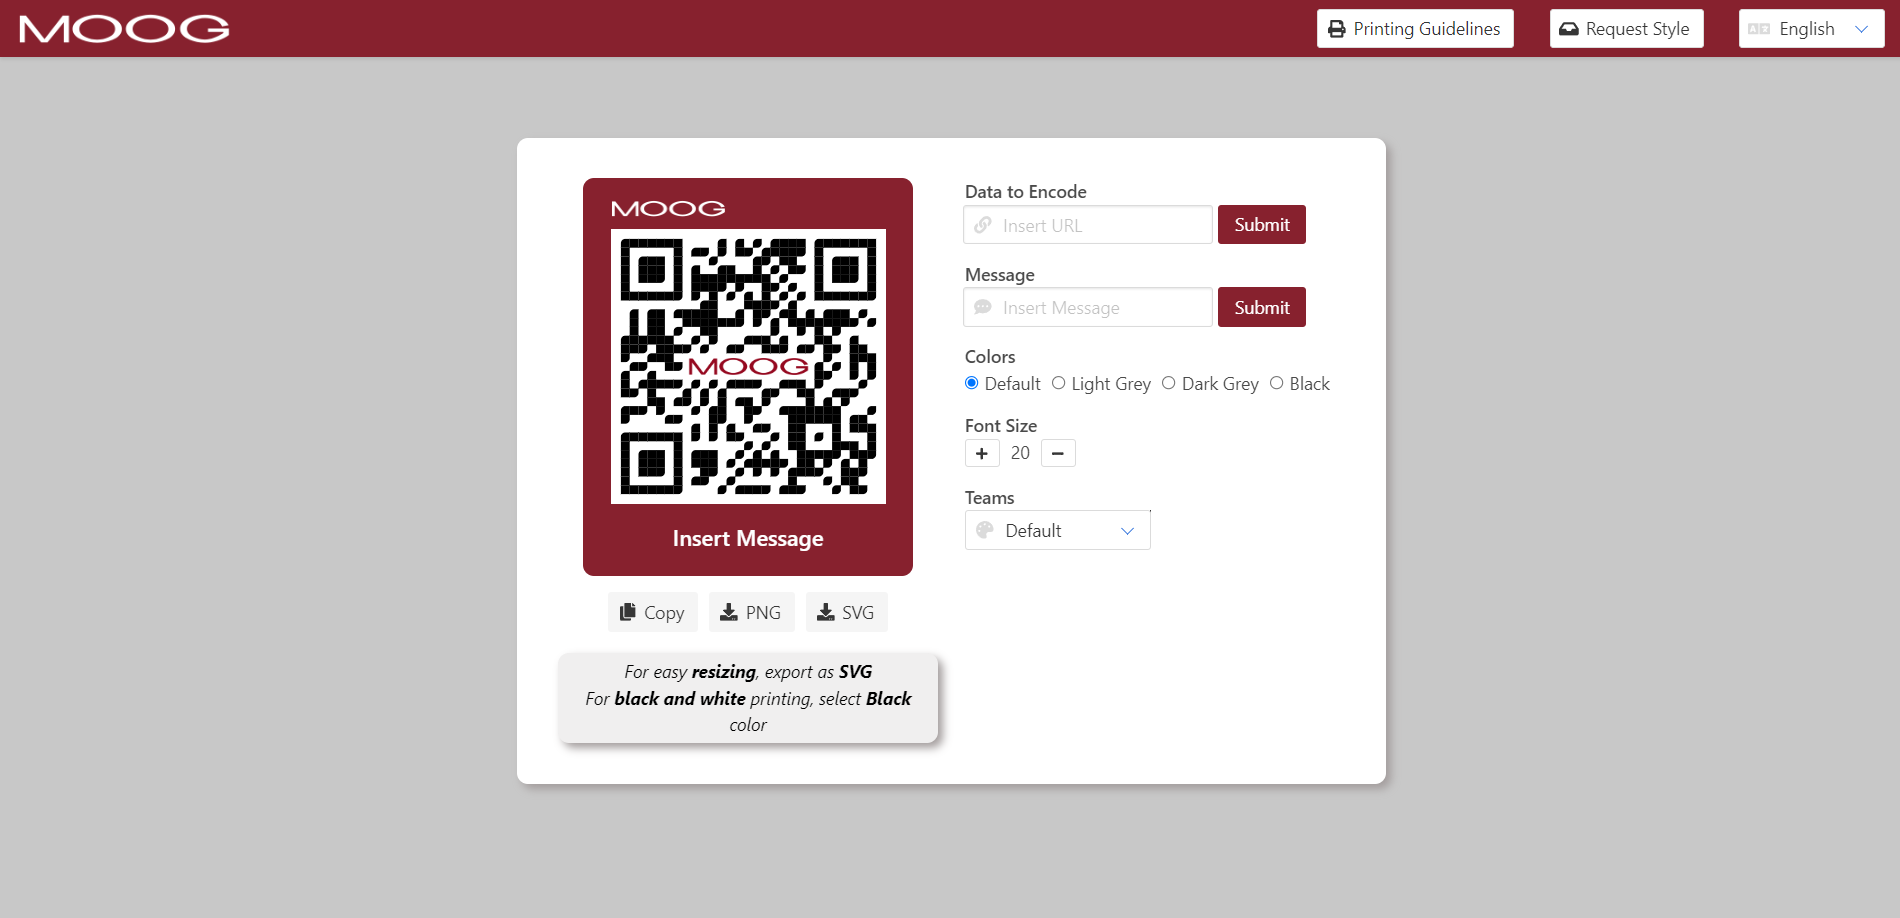 MOOG
Printing Guidelines
Request Style
English
MOOG
MOOG
Insert Message
Copy
PNG
SVG
For easy resizing, export as SVG
For black and white printing, select Black
color
Data to Encode
Insert URL
Submit
Message
Insert Message
Submit
Colors
Default Light Grey Dark Grey Black
Font Size
+ 20 −
Teams
Default